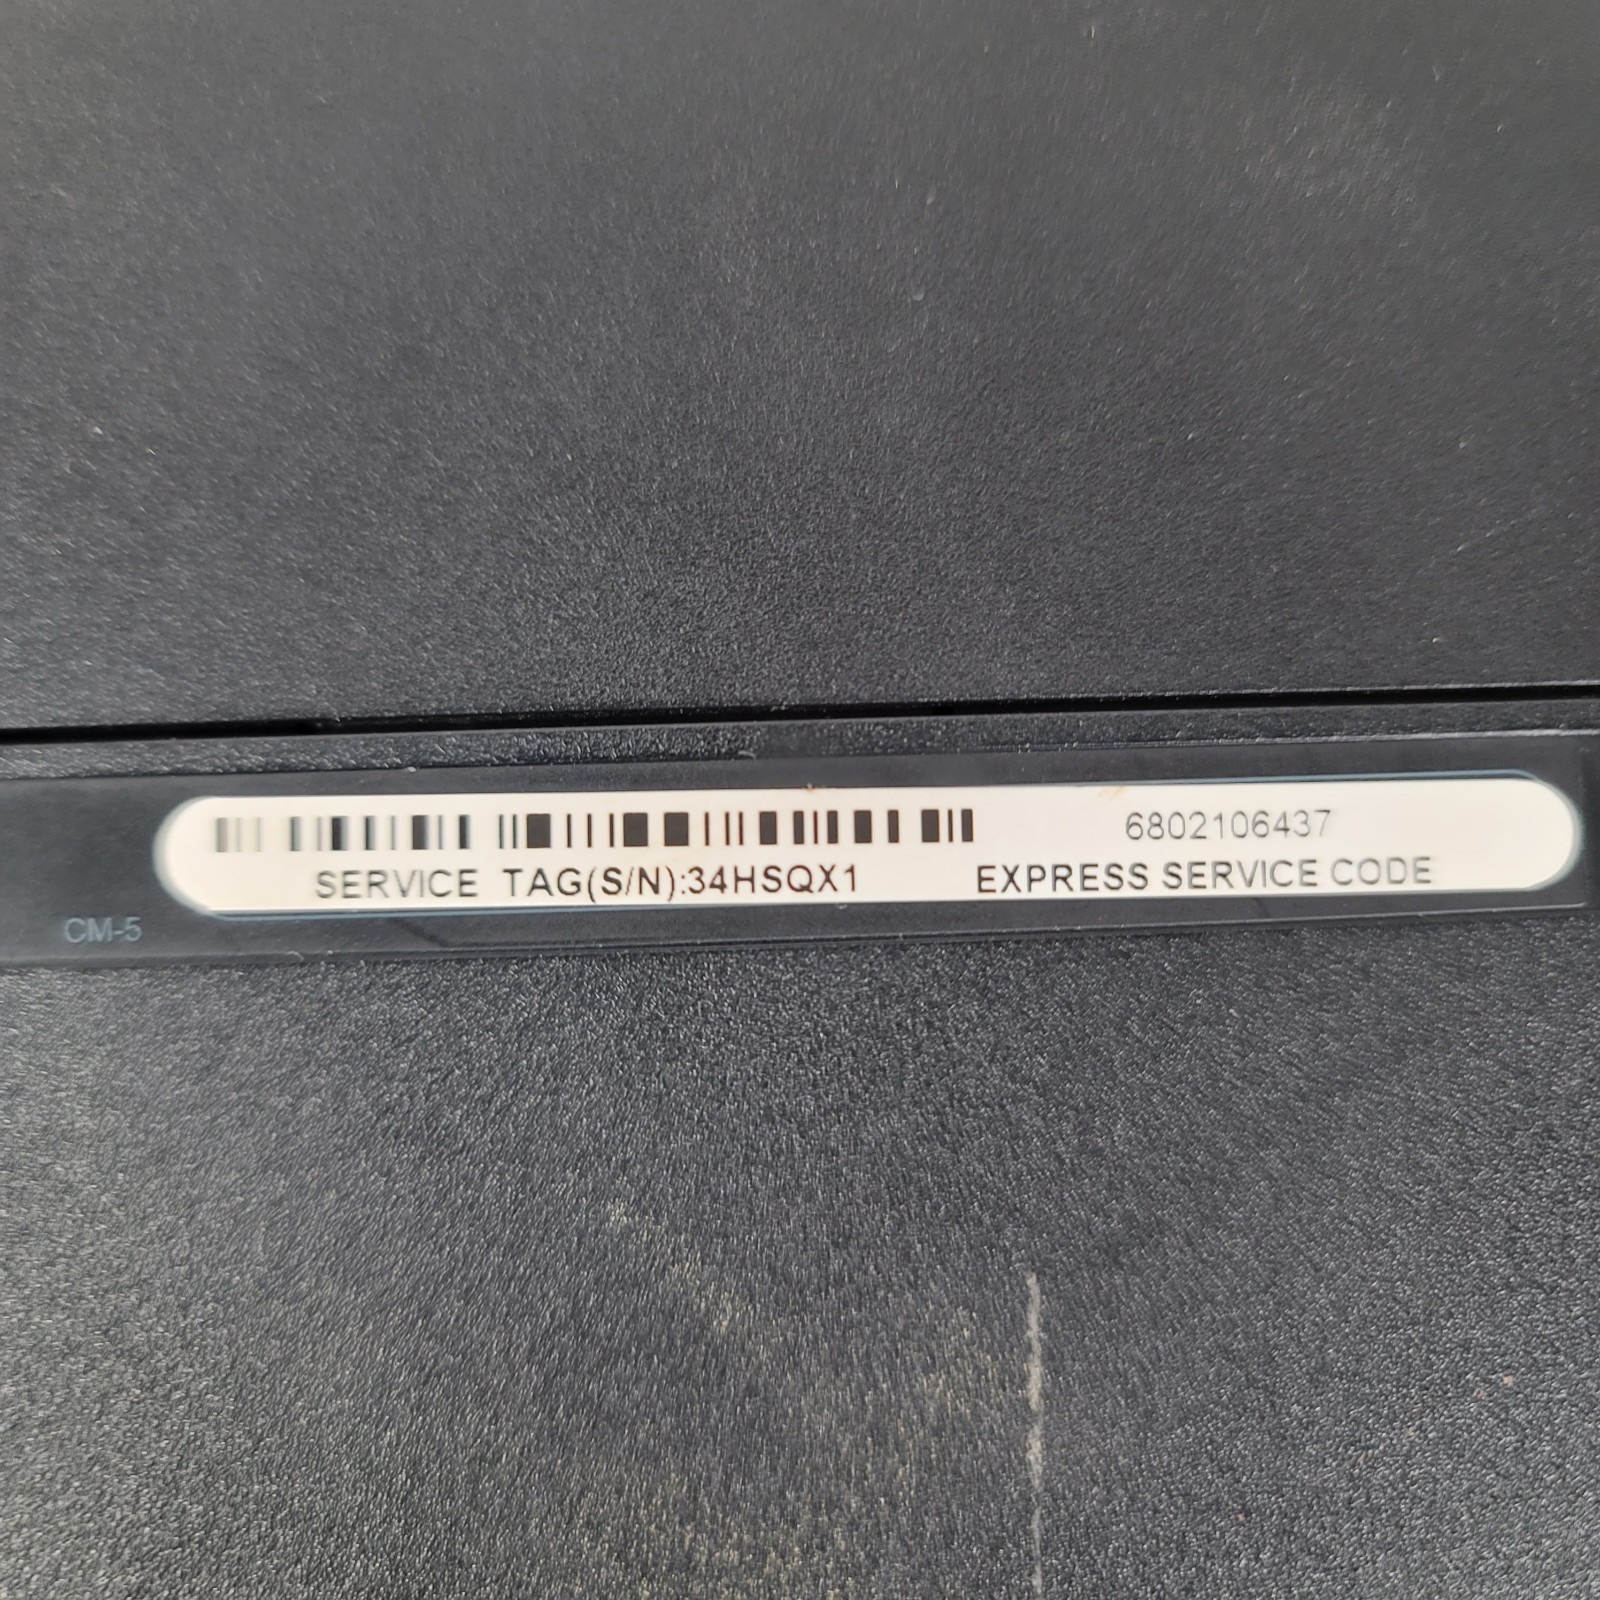 6802106437
SERVICE TAG(S/N):34HSQX1 EXPRESS SERVICE CODE
CM-5